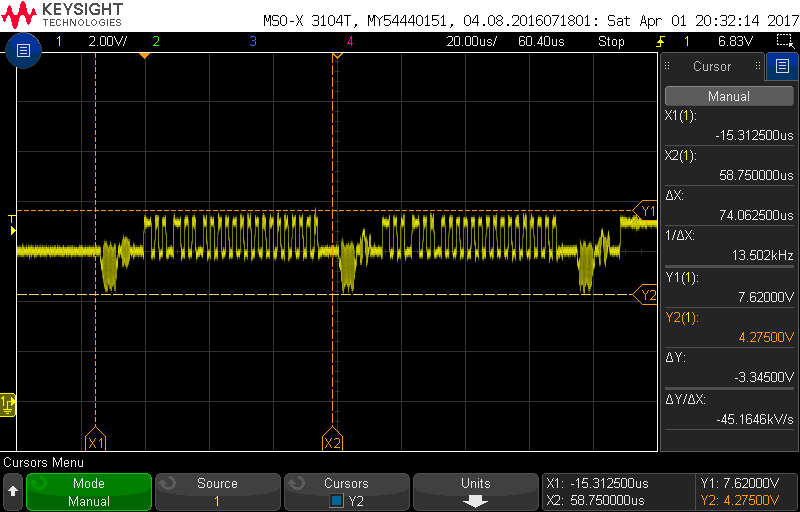 KEYSIGHT
TECHNOLOGIES
MSO-X 3104T, MY54440151, 04.08.2016071801: Sat Apr 01 20:32:14 2017
1 2.00V/ 2 3 4 20.00us/ 60.40us Stop 1 6.83V
Cursor
Manual
X1(1):
-15.312500us
X2(1):
58.750000us
ΔX:
74.062500us
1/ΔX:
13.502kHz
Y1(1):
7.62000V
Y2(1):
4.27500V
ΔY:
-3.34500V
ΔY/ΔX:
-45.1646kV/s
T
Y1
Y2
1
X1
X2
Cursors Menu
Mode
Manual
Source
1
Cursors
Y2
Units
X1: -15.312500us
X2: 58.750000us
Y1: 7.62000V
Y2: 4.27500V